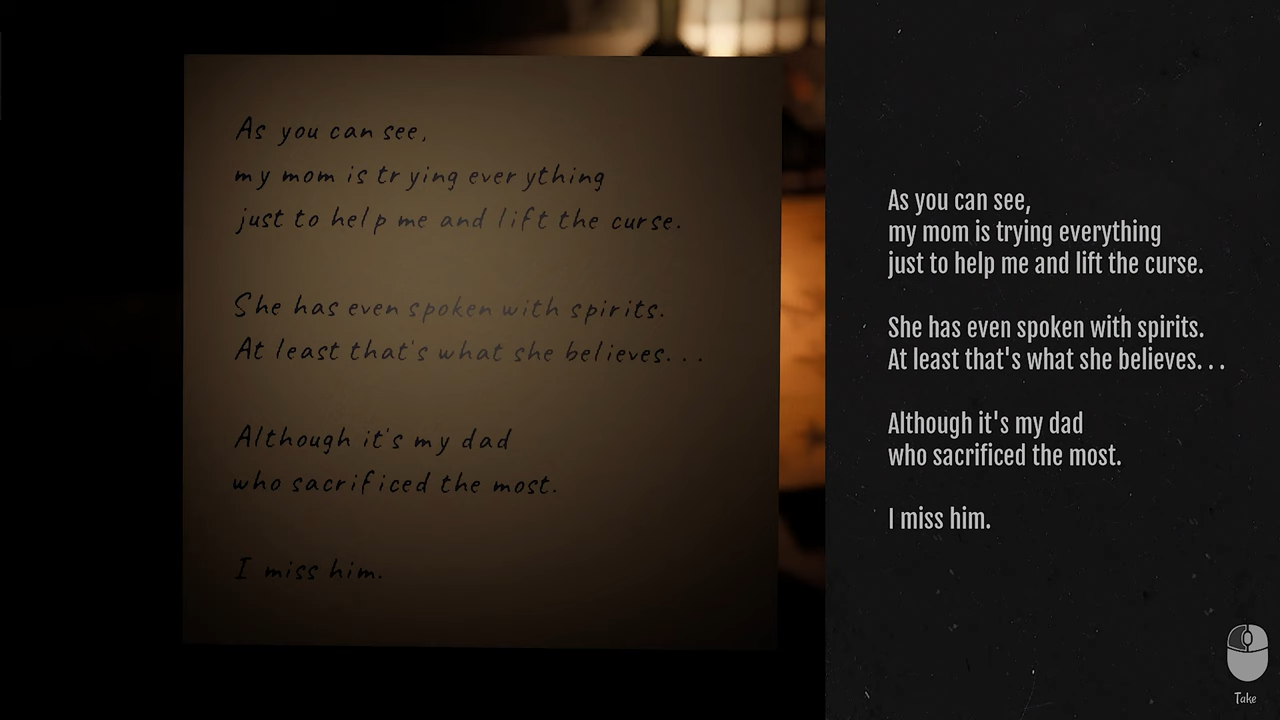 As you can see,
my mom is trying everything
just to help me and lift the curse.
She has even spoken with spirits.
At least that's what she believes. . .
Although it's my dad
who sacrificed the most.
I miss him.
As you can see,
my mom is trying everything
just to help me and lift the curse.
She has even spoken with spirits.
At least that's what she believes. . .
Although it's my dad
who sacrificed the most.
I miss him.
Take